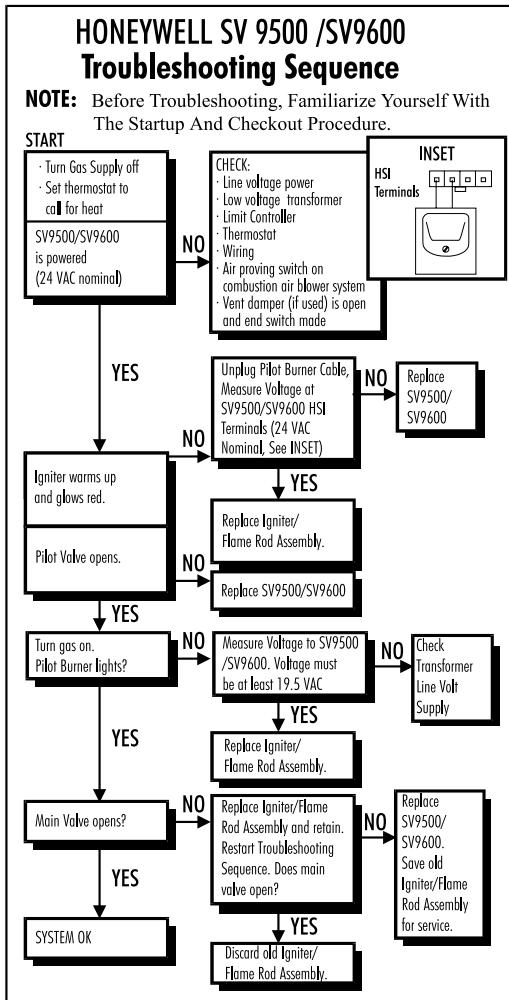 HONEYWELL SV 9500 /SV9600
Troubleshooting Sequence
NOTE: Before Troubleshooting, Familiarize Yourself With
The Startup And Checkout Procedure.
START
· Turn Gas Supply off
· Set thermostat to
call for heat
SV9500/SV9600
is powered
(24 VAC nominal)
NO
CHECK:
· Line voltage power
· Low voltage transformer
· Limit Controller
· Thermostat
· Wiring
· Air proving switch on
combustion air blower system
· Vent damper (if used) is open
and end switch made
INSET
HSI
Terminals
YES
Igniter warms up
and glows red.
NO
Unplug Pilot Burner Cable,
Measure Voltage at
SV9500/SV9600 HSI
Terminals (24 VAC
Nominal, See INSET)
NO
Replace
SV9500/
SV9600
YES
Replace Igniter/
Flame Rod Assembly.
Pilot Valve opens.
NO
Replace SV9500/SV9600
YES
Turn gas on.
Pilot Burner lights?
NO
Measure Voltage to SV9500
/SV9600. Voltage must
be at least 19.5 VAC
NO
Check
Transformer
Line Volt
Supply
YES
Replace Igniter/
Flame Rod Assembly.
YES
Main Valve opens?
NO
Replace Igniter/Flame
Rod Assembly and retain.
Restart Troubleshooting
Sequence. Does main
valve open?
NO
Replace
SV9500/
SV9600.
Save old
Igniter/Flame
Rod Assembly
for service.
YES
Discard old Igniter/
Flame Rod Assembly.
YES
SYSTEM OK